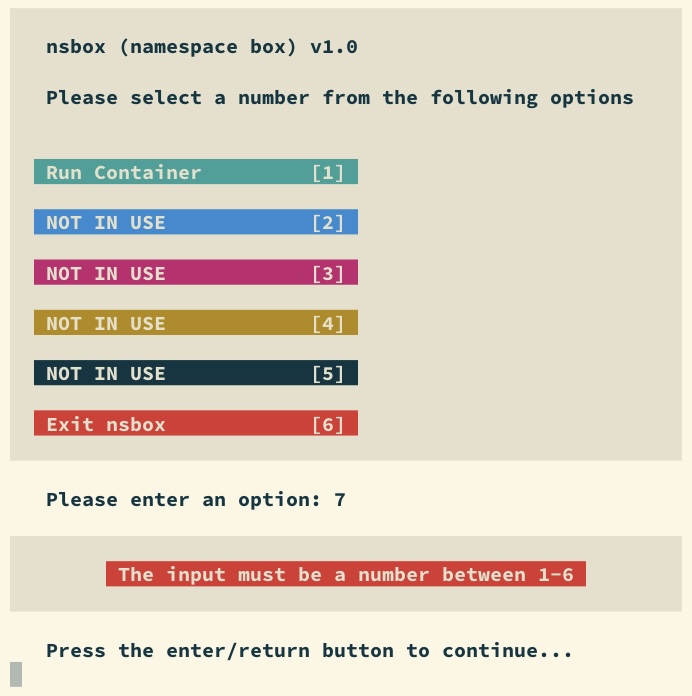 nsbox (namespace box) v1.0
Please select a number from the following options
Run Container [1]
NOT IN USE [2]
NOT IN USE [3]
NOT IN USE [4]
NOT IN USE [5]
Exit nsbox [6]
Please enter an option: 7
The input must be a number between 1-6
Press the enter/return button to continue...